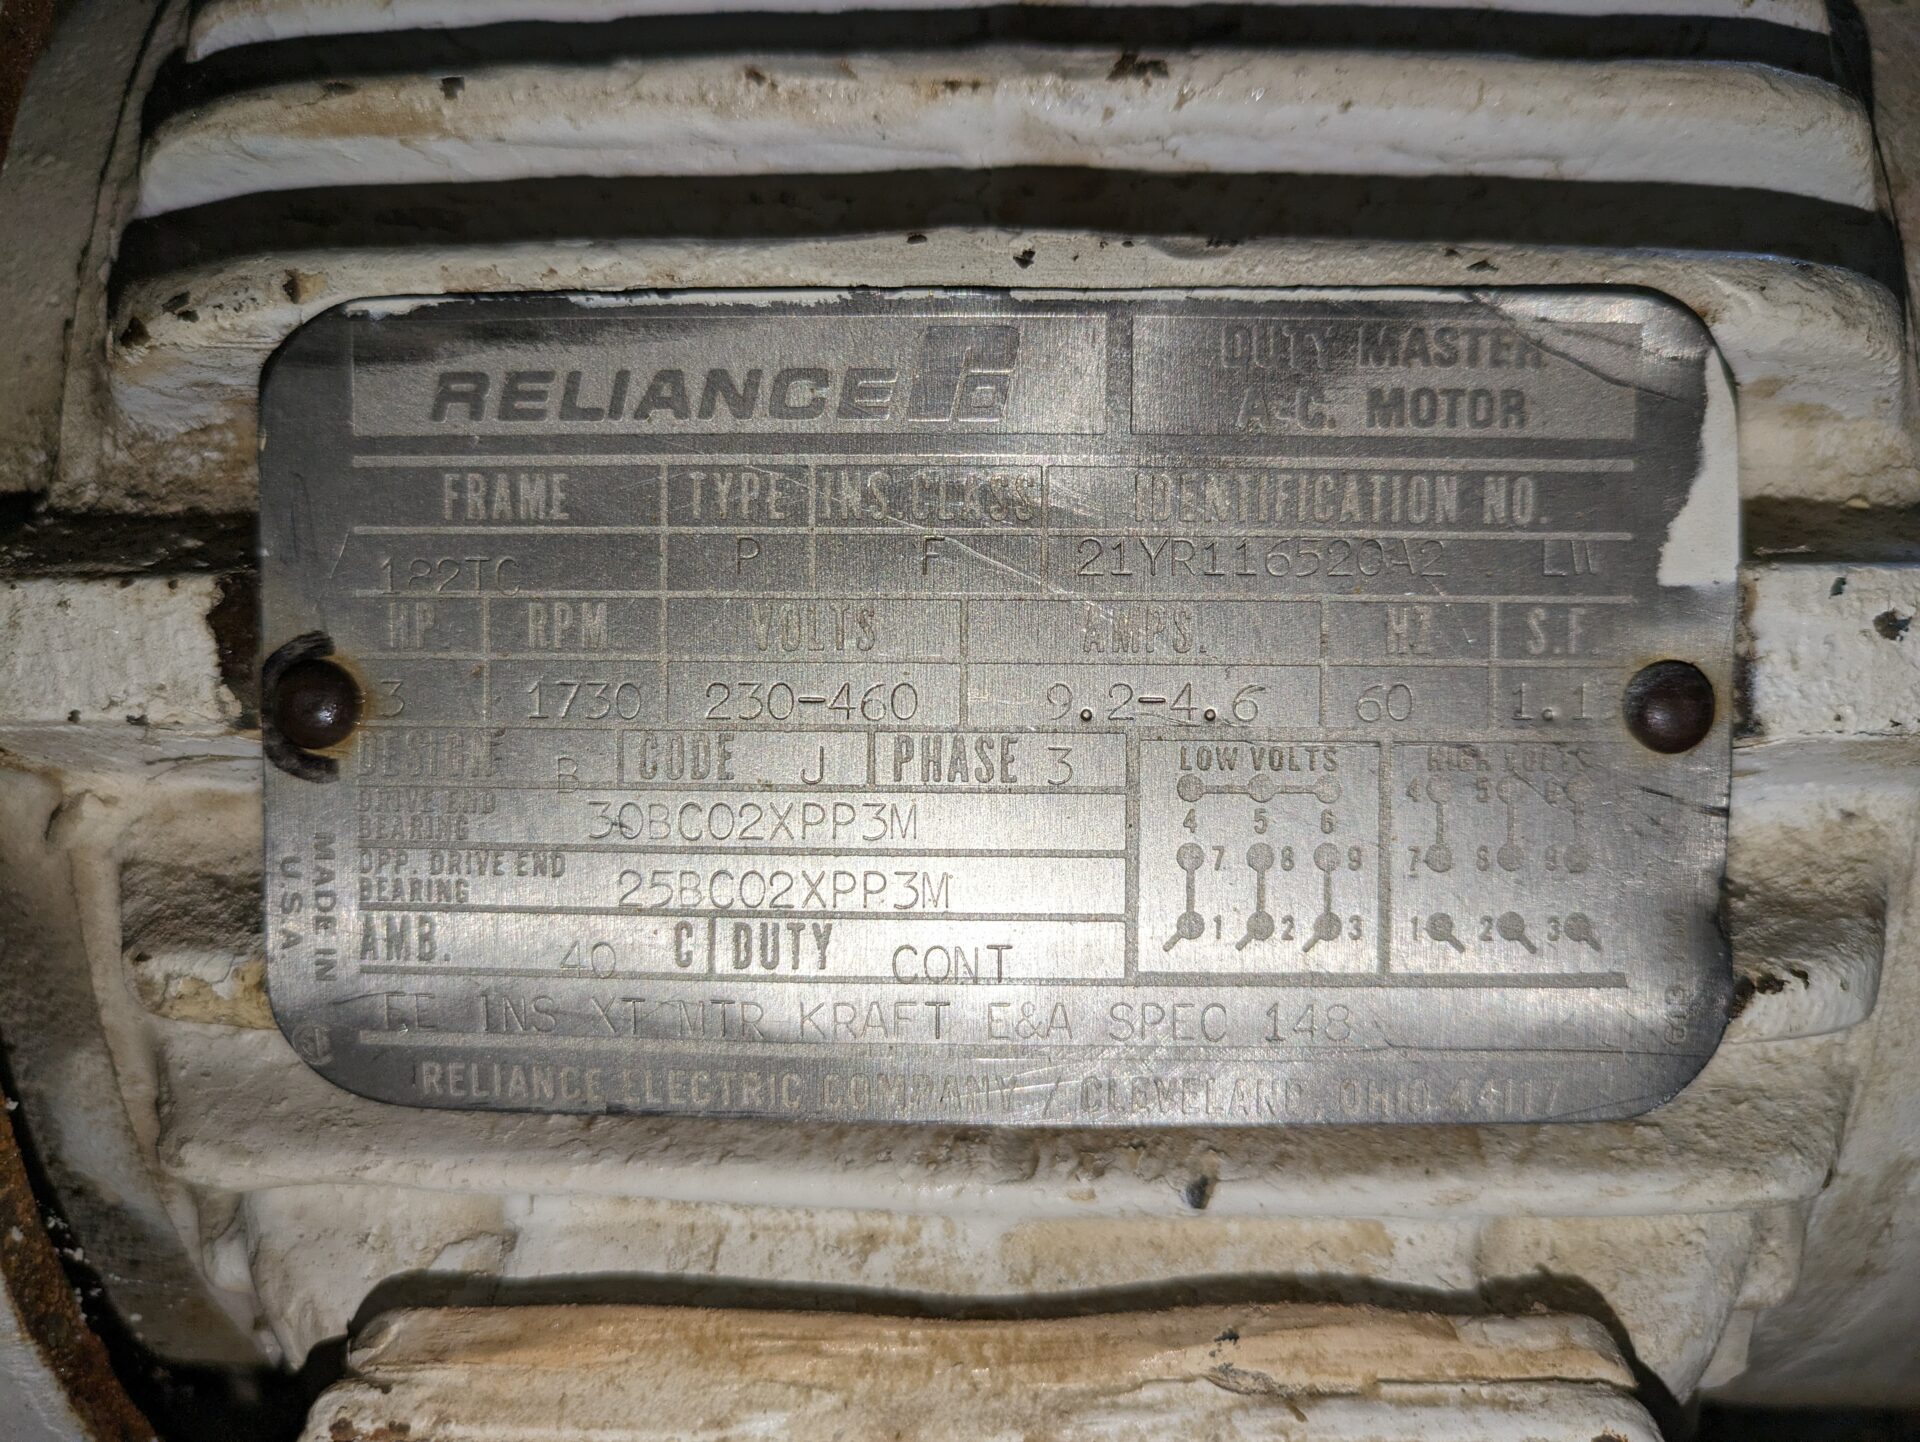 RELIANCE
DUTY MASTER
A-C. MOTOR
FRAME TYPE INS. CLASS IDENTIFICATION NO.
182TC P F 21YR116520A2 LW
HP RPM VOLTS AMPS. HZ S.F.
3 1730 230-460 9.2-4.6 60
DESIGN B CODE J PHASE 3
DRIVE END
BEARING 30BC02XPP3M
OPP. DRIVE END
BEARING 25BC02XPP3M
AMB. 40 C DUTY CONT
LOW VOLTS
4 5 6
7 8 9
1 2 3
HIGH VOLTS
4 5 6
7 8 9
1 2 3
INS XT MTR KRAFT E&A SPEC 148
RELIANCE ELECTRIC COMPANY / CLEVELAND, OHIO 44117
MADE IN
U.S.A.